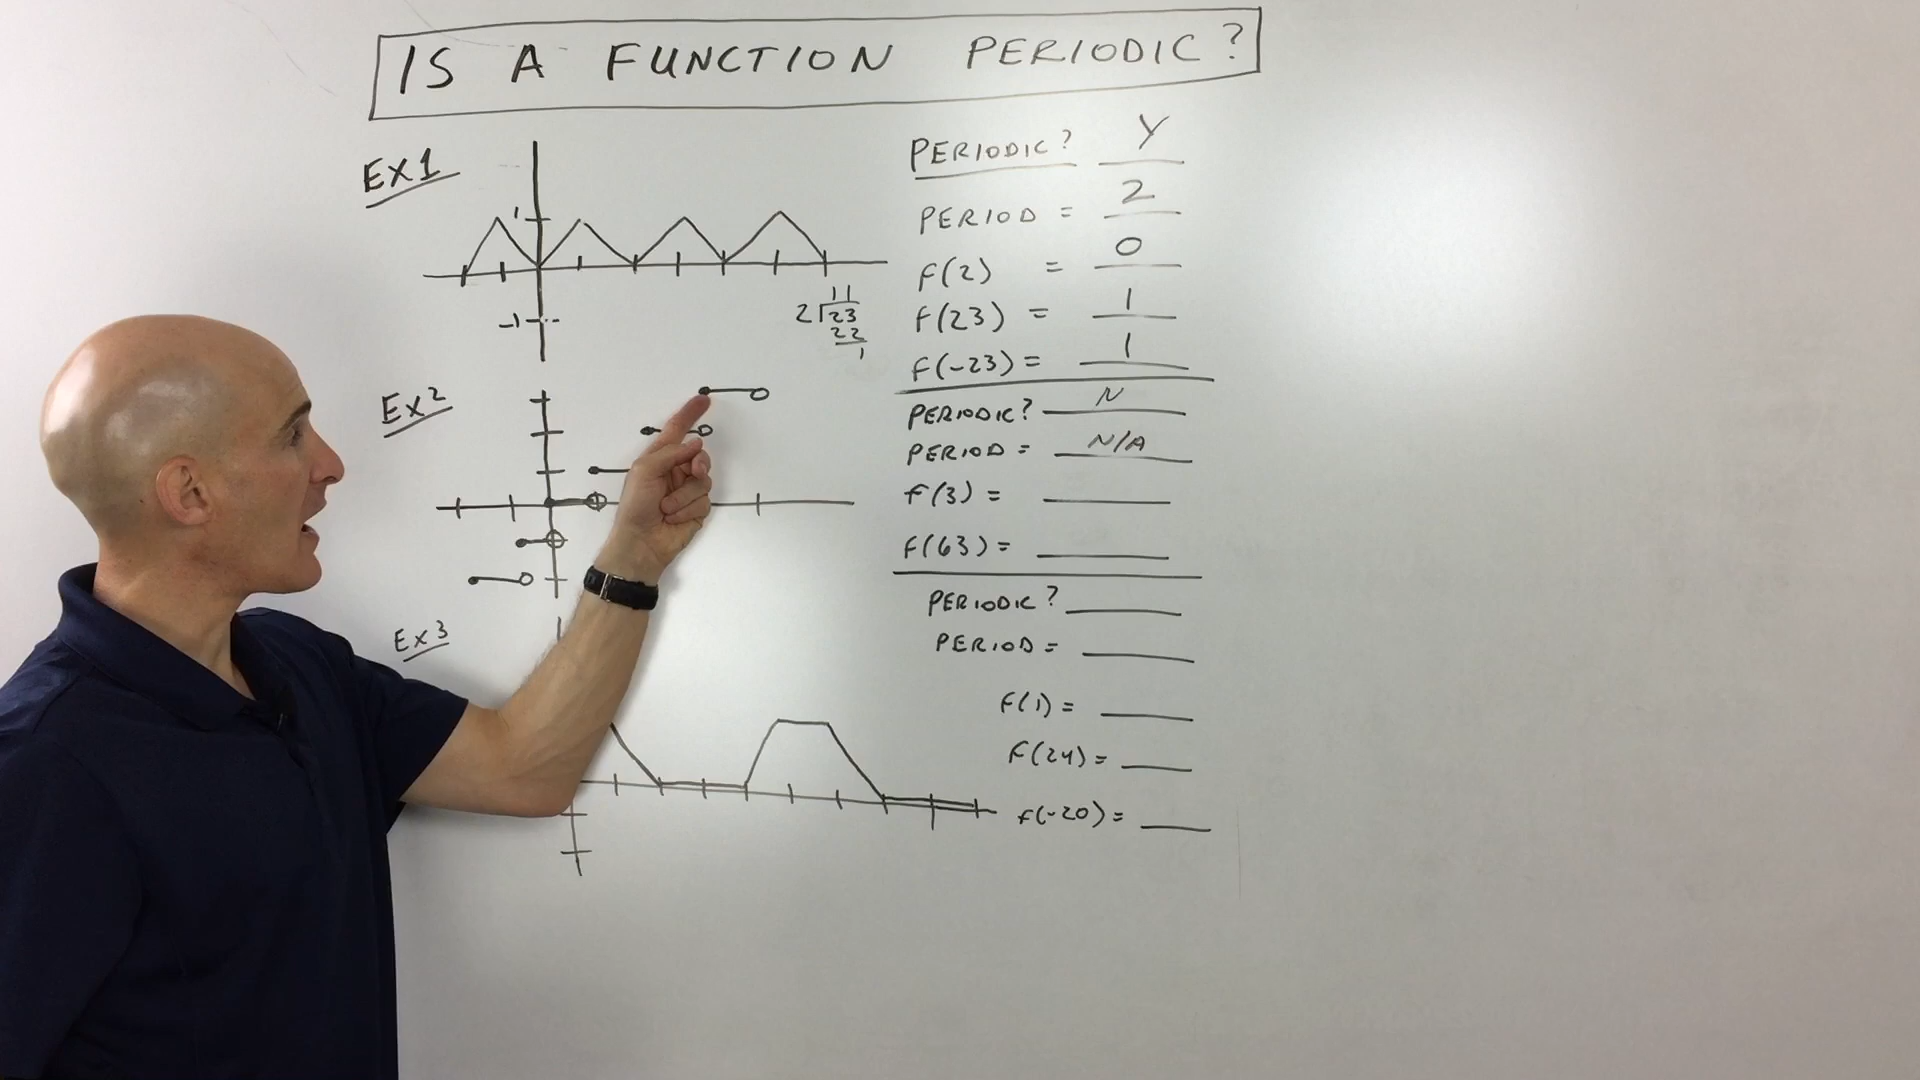 IS A FUNCTION PERIODIC?
EX1
1
-1
11
2)23
22
1
PERIODIC? Y
PERIOD = 2
f(2) = 0
f(23) = 1
f(-23) = 1
EX2
PERIODIC? N
PERIOD = N/A
f(3) =
f(63) =
EX3
PERIODIC?
PERIOD =
f(1) =
f(24) =
f(-20) =